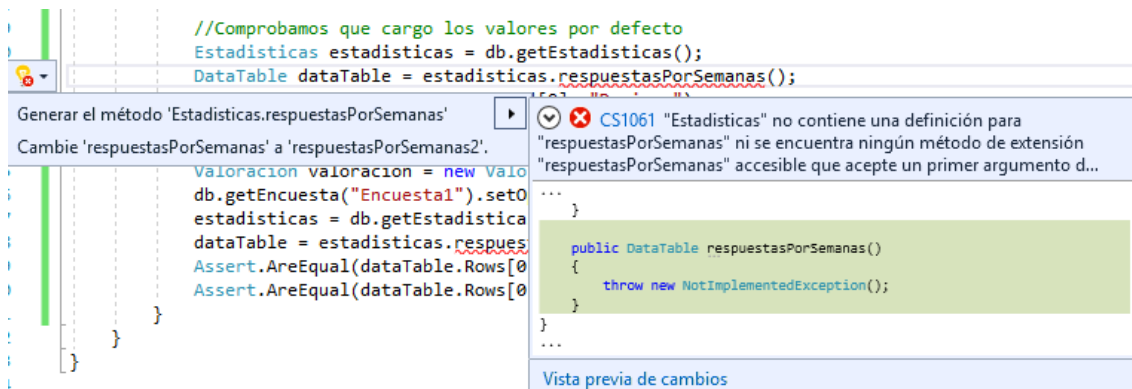 //Comprobamos que cargo los valores por defecto
Estadisticas estadisticas = db.getEstadisticas();
DataTable dataTable = estadisticas.respuestasPorSemanas();
Generar el método 'Estadisticas.respuestasPorSemanas'
Cambie 'respuestasPorSemanas' a 'respuestasPorSemanas2'.
Valoracion valoracion = new Valo
db.getEncuesta("Encuesta1").setO
estadisticas = db.getEstadistica
dataTable = estadisticas.respues
Assert.AreEqual(dataTable.Rows[0
Assert.AreEqual(dataTable.Rows[0
}
}
}
CS1061 "Estadisticas" no contiene una definición para
"respuestasPorSemanas" ni se encuentra ningún método de extensión
"respuestasPorSemanas" accesible que acepte un primer argumento d...
...
}
public DataTable respuestasPorSemanas()
{
throw new NotImplementedException();
}
}
...
Vista previa de cambios